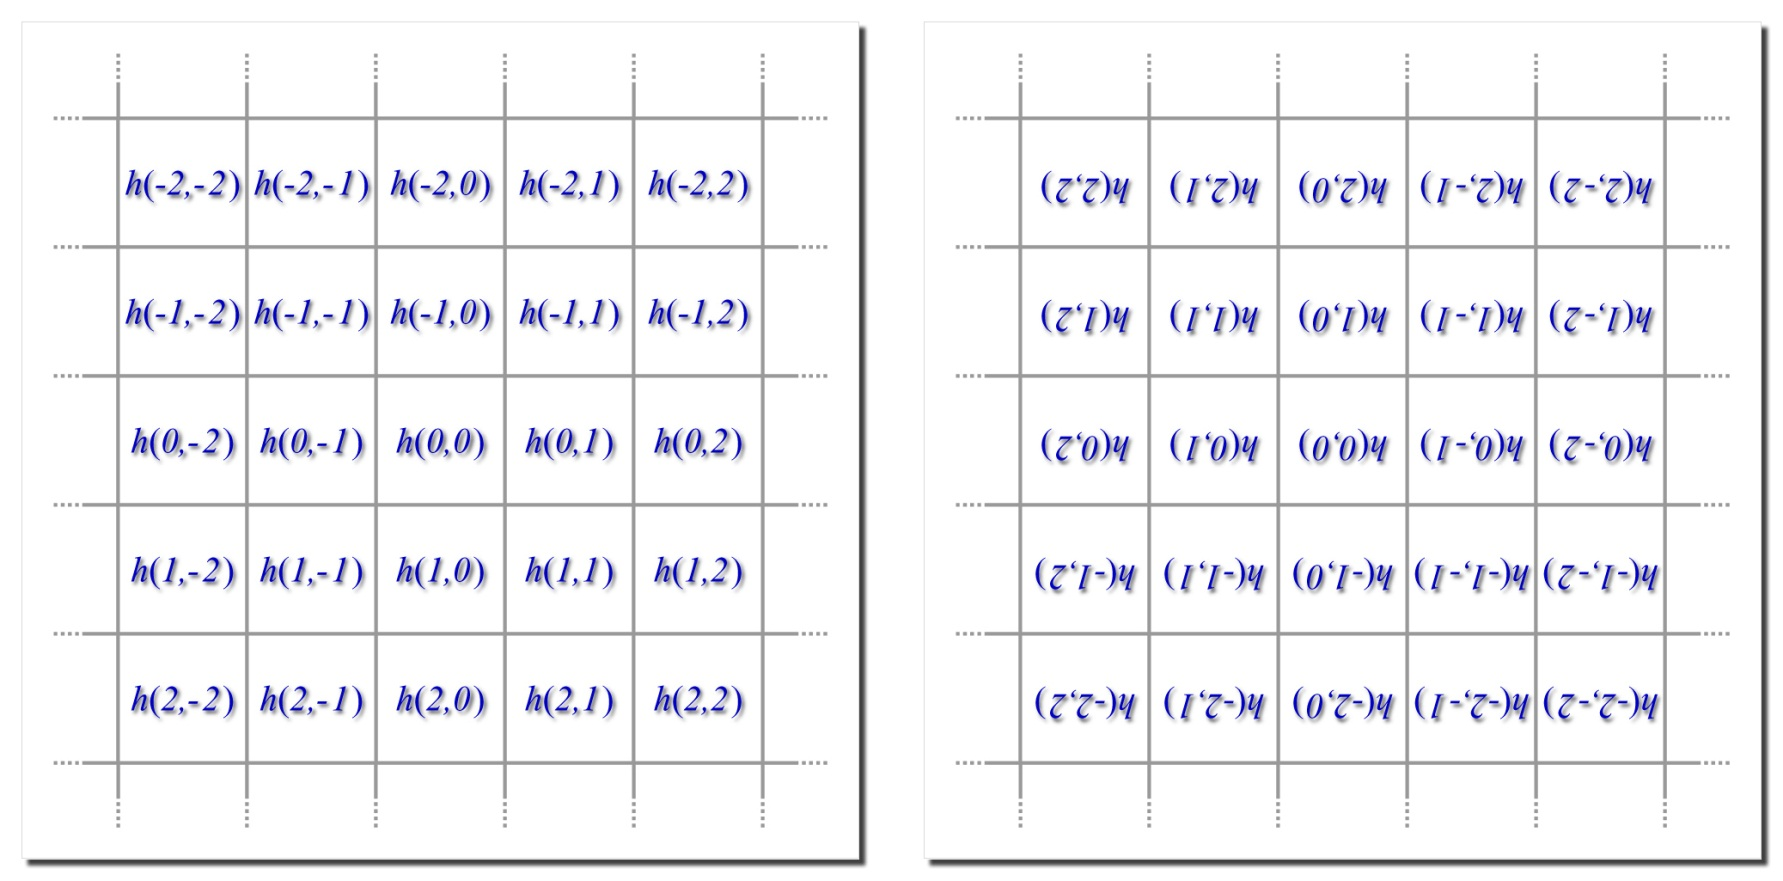 h(-2,-2) h(-2,-1) h(-2,0) h(-2,1) h(-2,2)
h(-1,-2) h(-1,-1) h(-1,0) h(-1,1) h(-1,2)
h(0,-2) h(0,-1) h(0,0) h(0,1) h(0,2)
h(1,-2) h(1,-1) h(1,0) h(1,1) h(1,2)
h(2,-2) h(2,-1) h(2,0) h(2,1) h(2,2)
h(2,2) h(2,1) h(2,0) h(2,-1) h(2,-2)
h(1,2) h(1,1) h(1,0) h(1,-1) h(1,-2)
h(0,2) h(0,1) h(0,0) h(0,-1) h(0,-2)
h(-1,2) h(-1,1) h(-1,0) h(-1,-1) h(-1,-2)
h(-2,2) h(-2,1) h(-2,0) h(-2,-1) h(-2,-2)